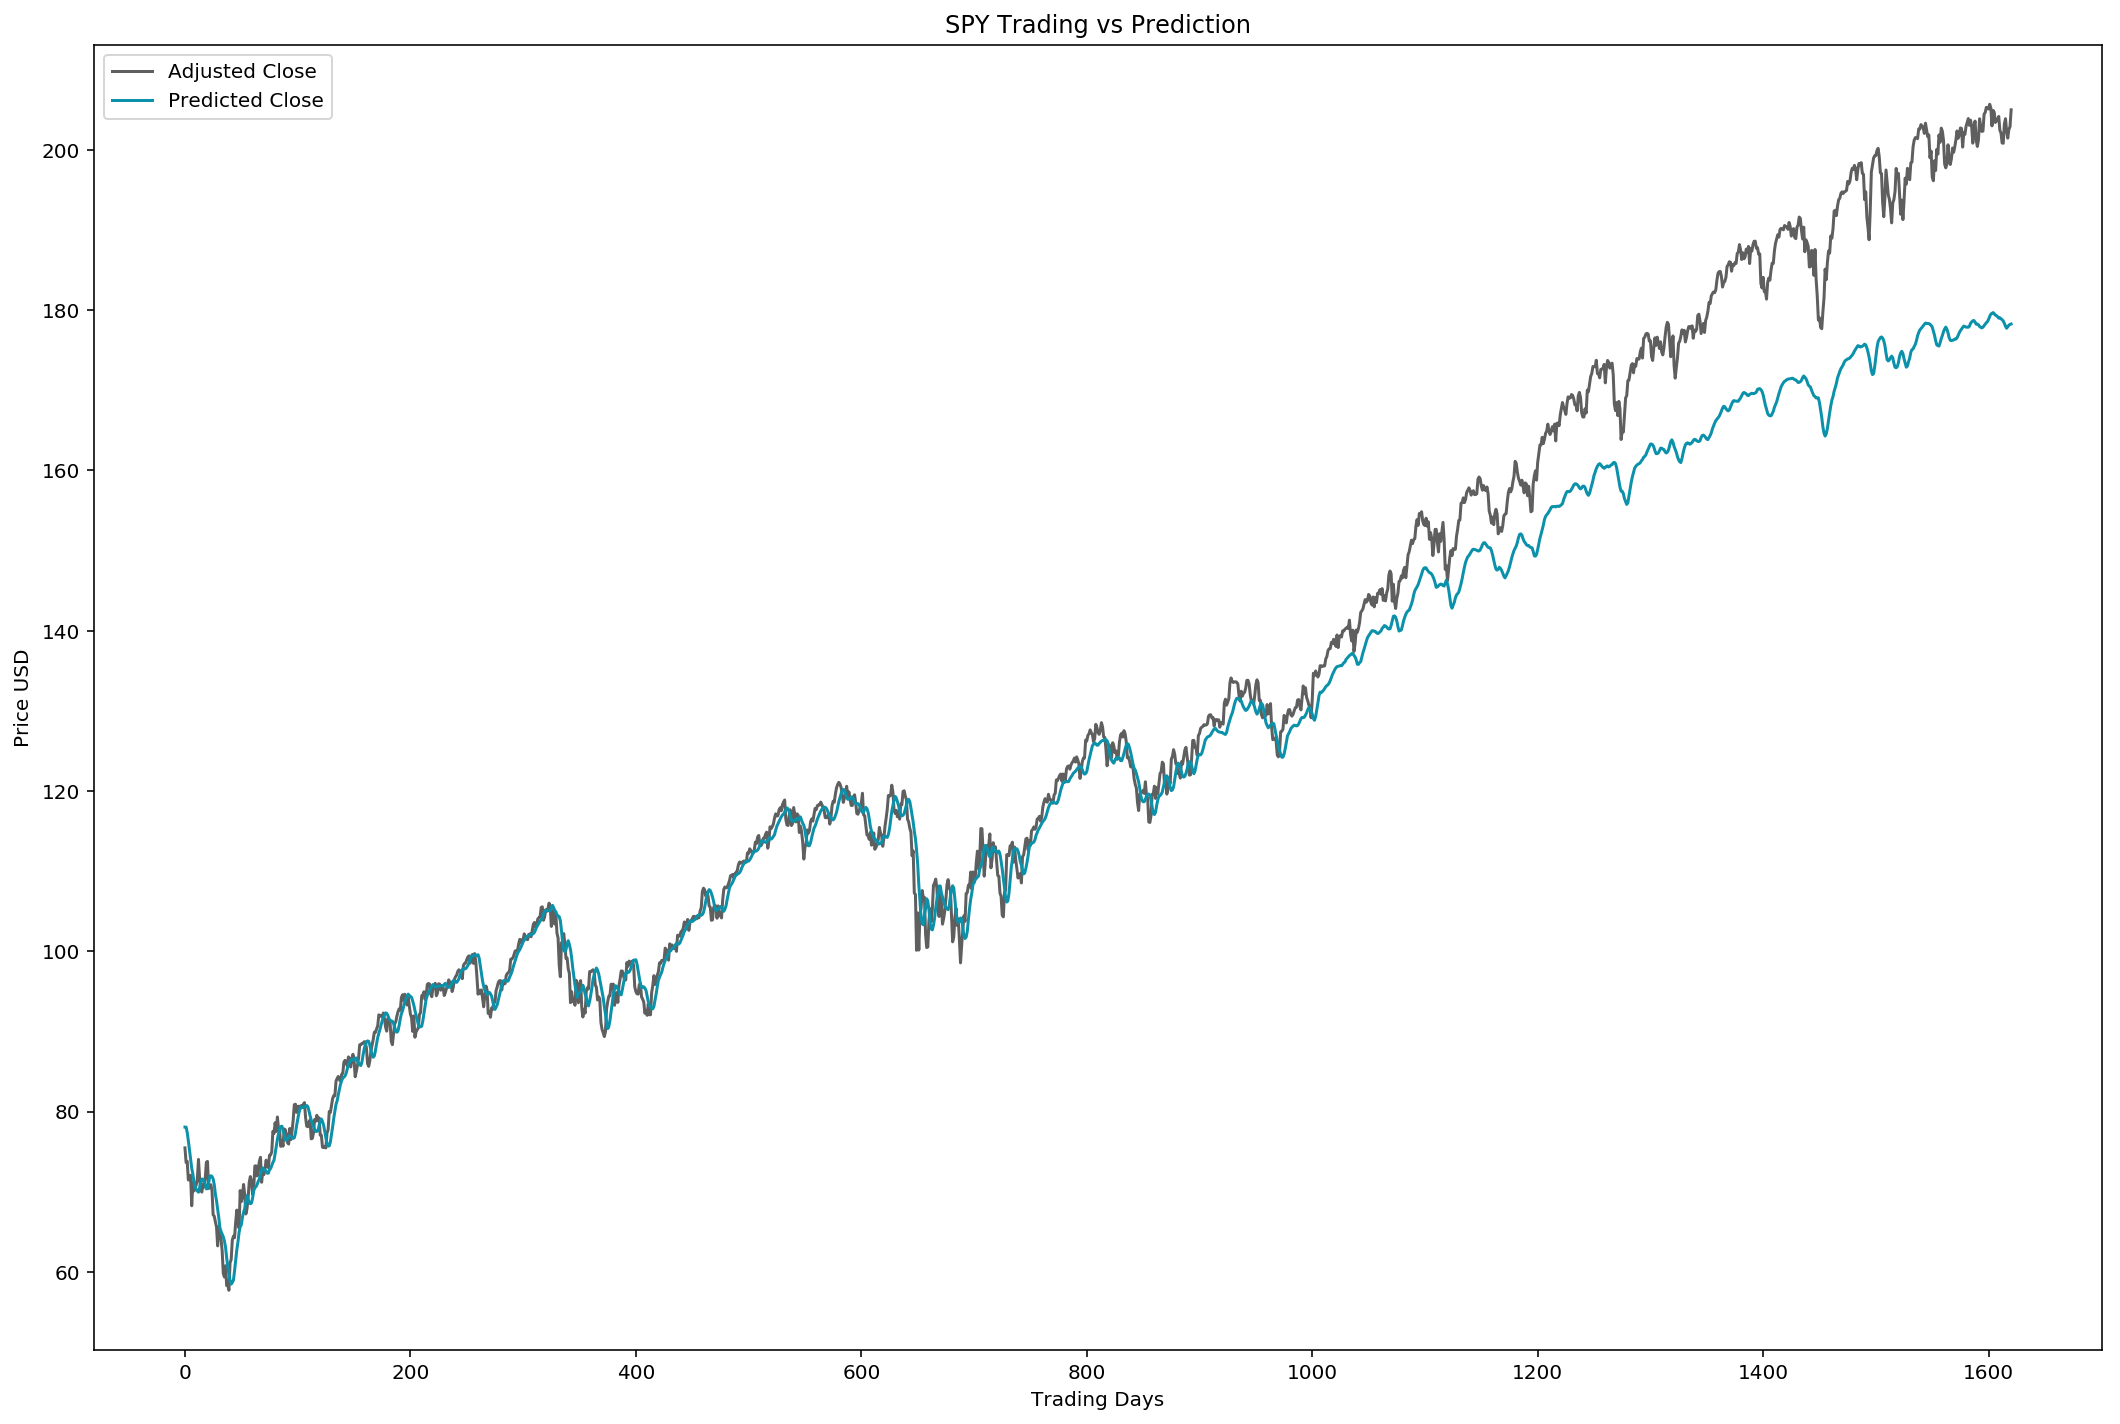 SPY Trading vs Prediction
Adjusted Close
Predicted Close
Price USD
200
180
160
140
120
100
80
60
0 200 400 600 800 1000 1200 1400 1600
Trading Days